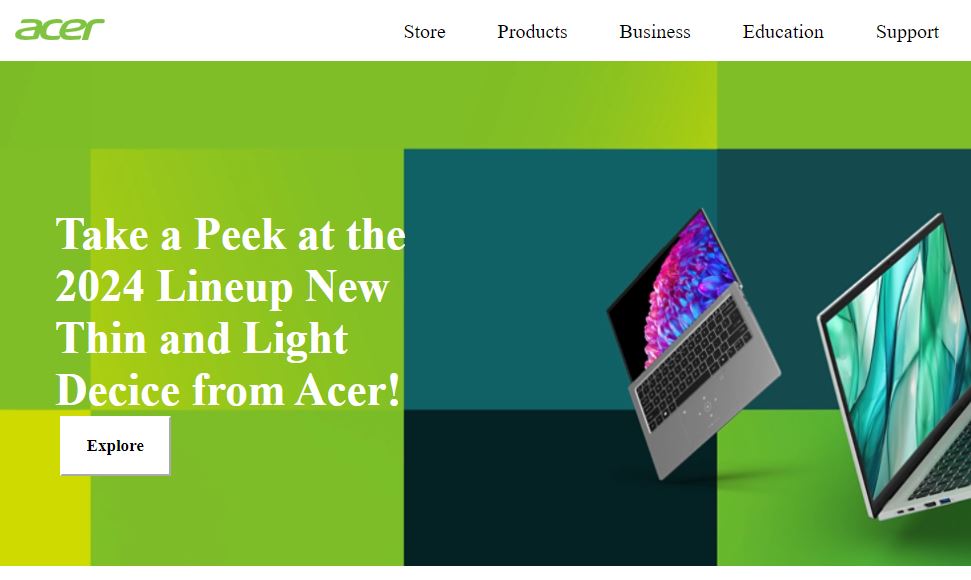 acer
Store Products Business Education Support
Take a Peek at the
2024 Lineup New
Thin and Light
Decice from Acer!
Explore